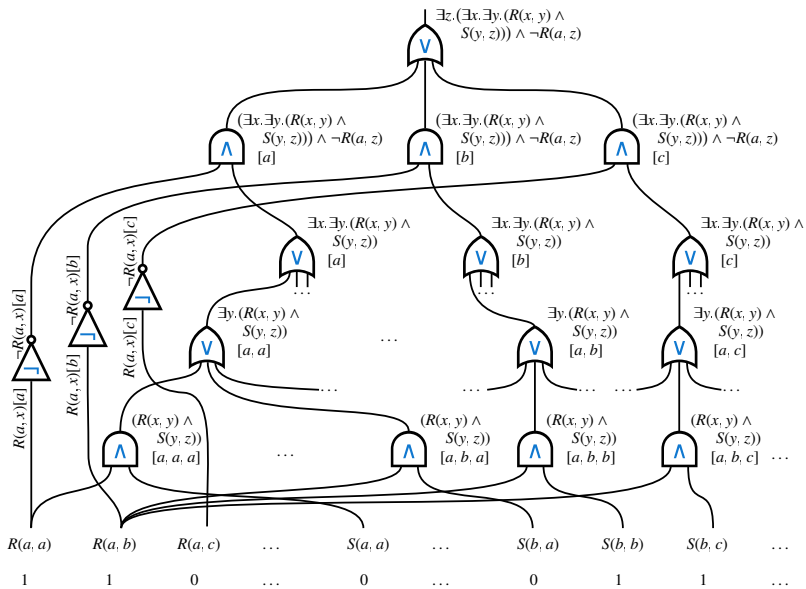 ∃z.(∃x.∃y.(R(x, y) ∧
S(y, z))) ∧ ¬R(a, z)
∨
(∃x.∃y.(R(x, y) ∧
S(y, z))) ∧ ¬R(a, z)
[a]
∧
(∃x.∃y.(R(x, y) ∧
S(y, z))) ∧ ¬R(a, z)
[b]
∧
(∃x.∃y.(R(x, y) ∧
S(y, z))) ∧ ¬R(a, z)
[c]
∧
∃x.∃y.(R(x, y) ∧
S(y, z))
[a]
∨
...
∃x.∃y.(R(x, y) ∧
S(y, z))
[b]
∨
...
∃x.∃y.(R(x, y) ∧
S(y, z))
[c]
∨
...
¬R(a, x)[a]
¬
R(a, x)[a]
¬R(a, x)[b]
¬
R(a, x)[b]
¬R(a, x)[c]
¬
R(a, x)[c]
∃y.(R(x, y) ∧
S(y, z))
[a, a]
∨
...
...
∃y.(R(x, y) ∧
S(y, z))
[a, b]
∨
...
...
∃y.(R(x, y) ∧
S(y, z))
[a, c]
∨
...
...
(R(x, y) ∧
S(y, z))
[a, a, a]
∧
...
(R(x, y) ∧
S(y, z))
[a, b, a]
∧
(R(x, y) ∧
S(y, z))
[a, b, b]
∧
(R(x, y) ∧
S(y, z))
[a, b, c]
∧
...
R(a, a) R(a, b) R(a, c) ... S(a, a) ... S(b, a) S(b, b) S(b, c) ...
1 1 0 ... 0 ... 0 1 1 ...